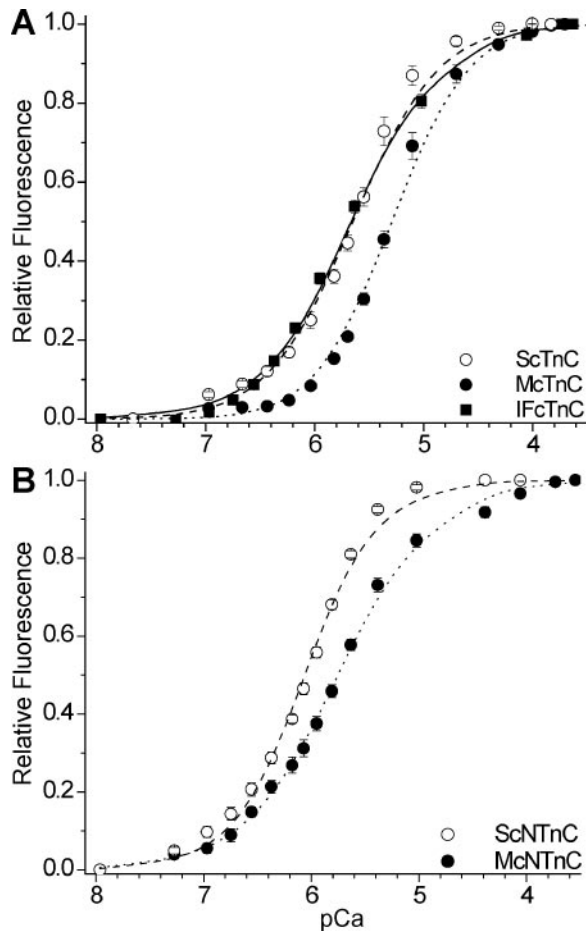 A
Relative Fluorescence
1.0
0.8
0.6
0.4
0.2
0.0
ScTnC
McTnC
IFcTnC
8 7 6 5 4
B
Relative Fluorescence
1.0
0.8
0.6
0.4
0.2
0.0
ScNTnC
McNTnC
8 7 6 5 4
pCa